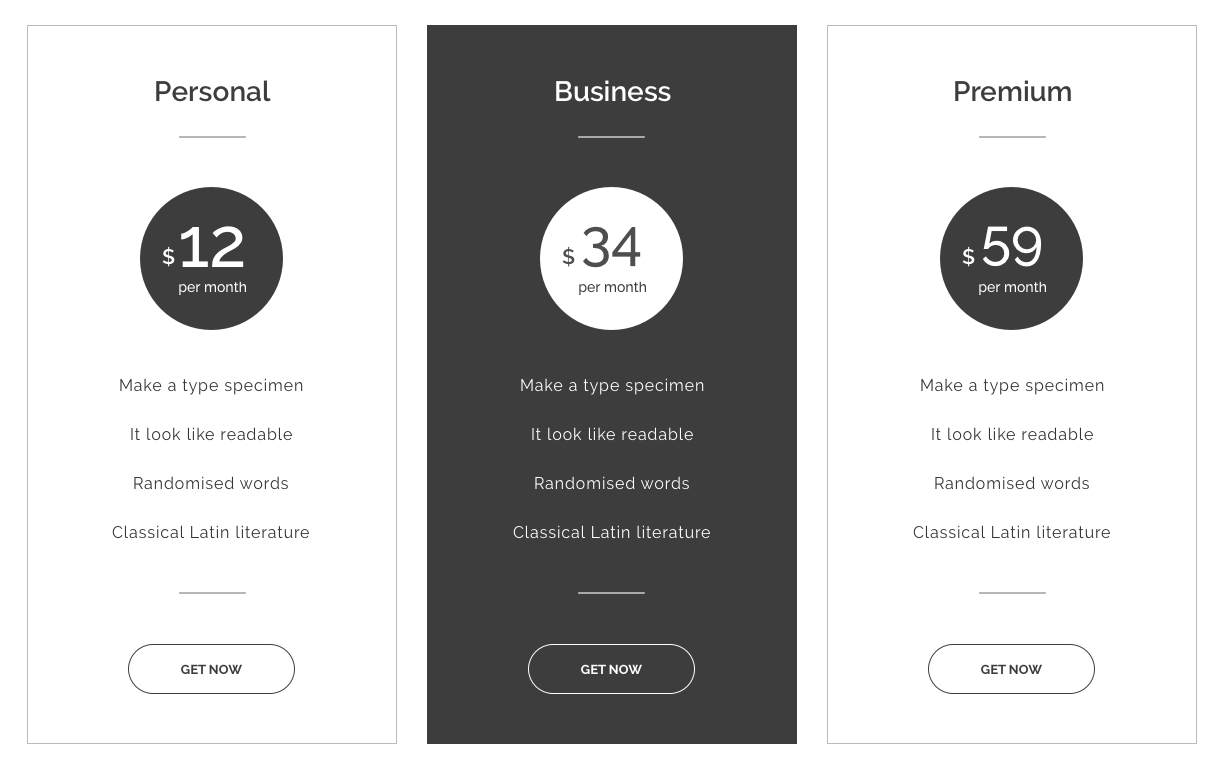 Personal
$12
per month
Make a type specimen
It look like readable
Randomised words
Classical Latin literature
GET NOW
Business
$34
per month
Make a type specimen
It look like readable
Randomised words
Classical Latin literature
GET NOW
Premium
$59
per month
Make a type specimen
It look like readable
Randomised words
Classical Latin literature
GET NOW